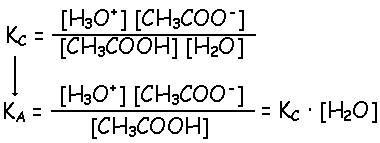 K_C = [H₃O⁺] [CH₃COO⁻] / [CH₃COOH] [H₂O]
K_A = [H₃O⁺] [CH₃COO⁻] / [CH₃COOH] = K_C · [H₂O]